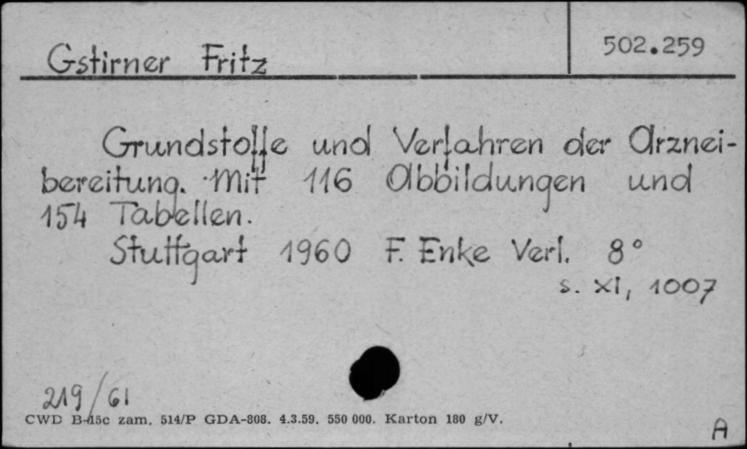 Gstirner Fritz
502.259
Grundstoffe und Verfahren der Arznei-
bereitung. Mit 116 Abbildungen und
154 Tabellen.
Stuttgart 1960 F. Enke Verl. 8°
s. XI, 1007
219/61
CWD B-15c zam. 514/P GDA-808. 4.3.59. 550 000. Karton 180 g/V.
A